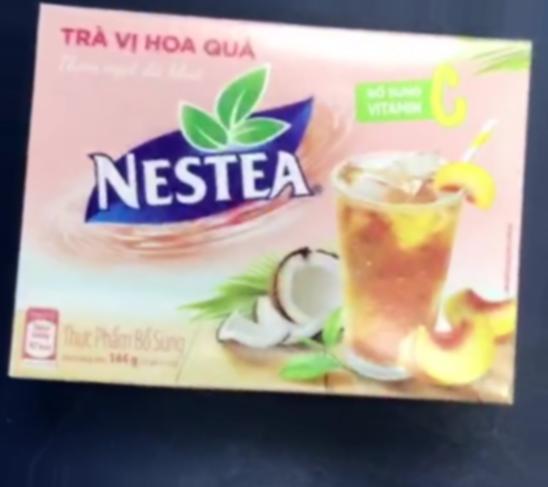 TRÀ VỊ HOA QUẢ
BỔ SUNG
VITAMIN C
NESTEA
Thực Phẩm Bổ Sung
144 g